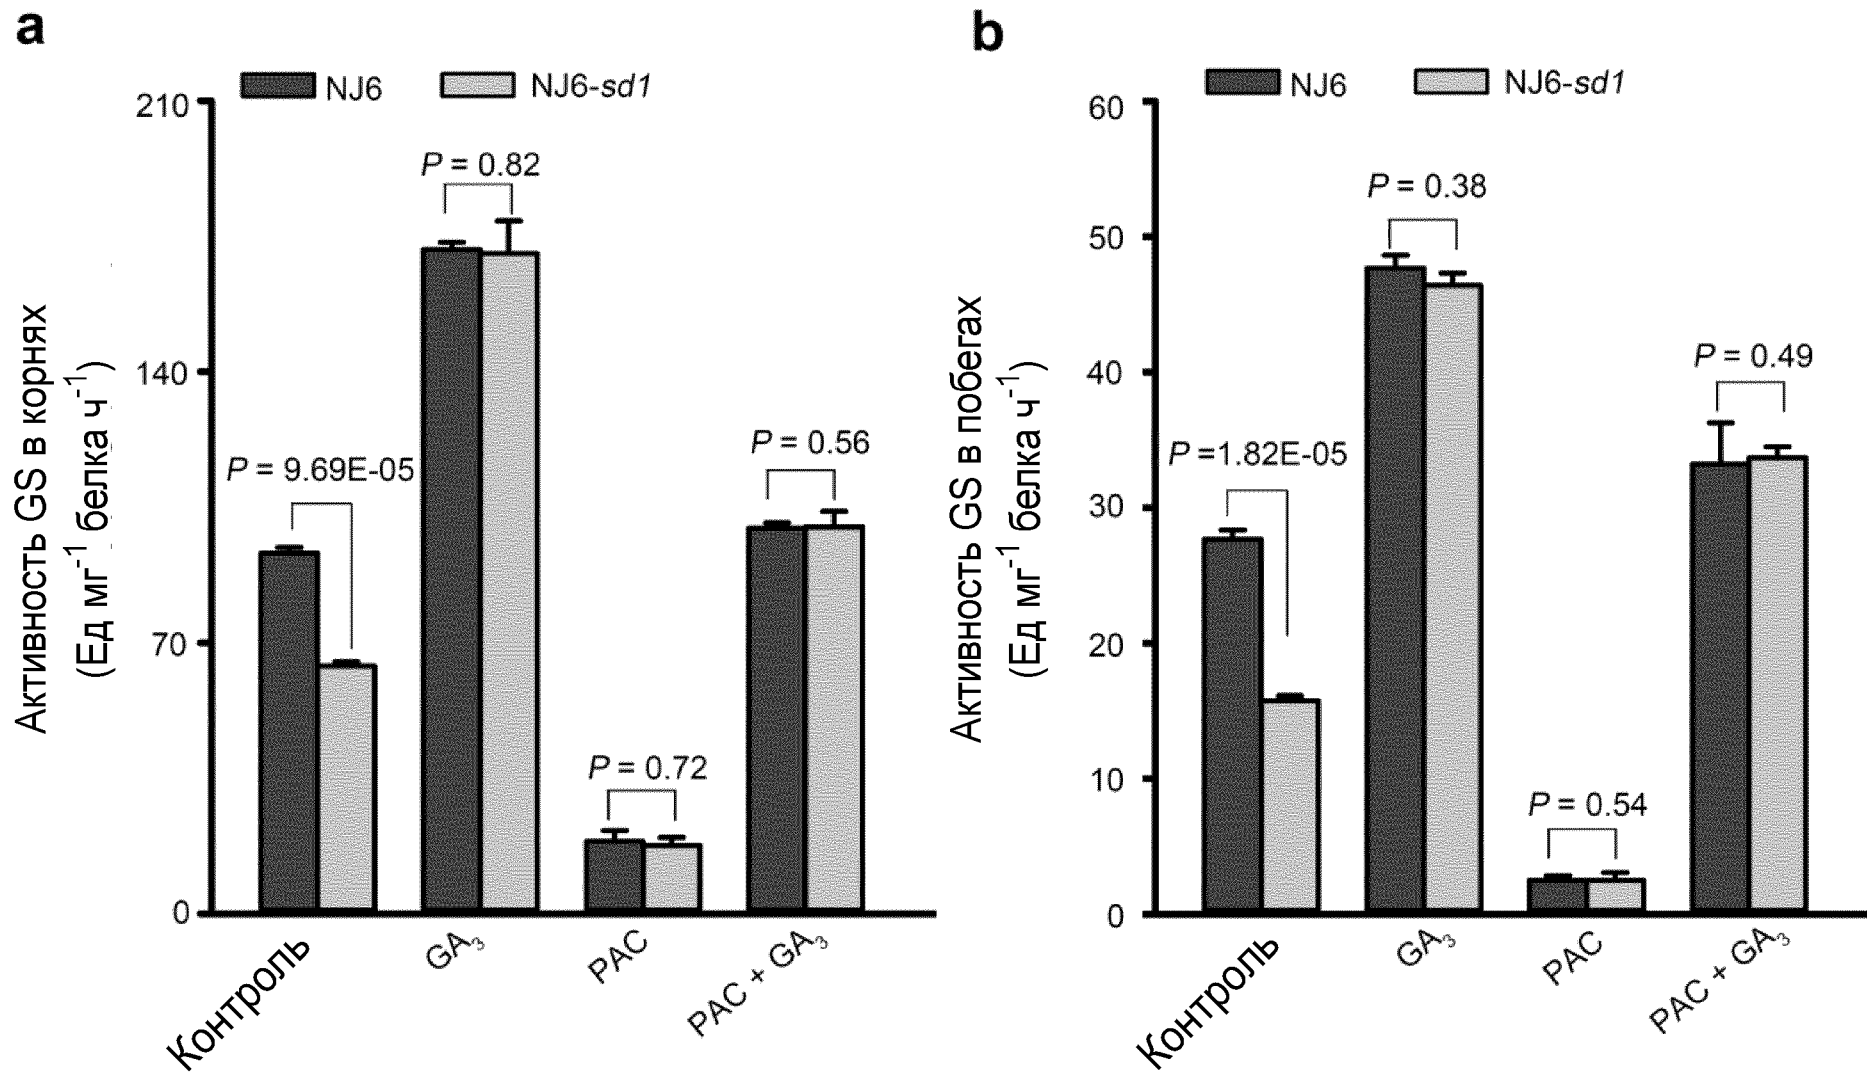 a
NJ6
NJ6-sd1
Активность GS в корнях
(Ед мг⁻¹ белка ч⁻¹)
210
140
70
0
P = 9.69E-05
P = 0.82
P = 0.72
P = 0.56
Контроль
GA₃
PAC
PAC + GA₃
b
NJ6
NJ6-sd1
Активность GS в побегах
(Ед мг⁻¹ белка ч⁻¹)
60
50
40
30
20
10
0
P =1.82E-05
P = 0.38
P = 0.54
P = 0.49
Контроль
GA₃
PAC
PAC + GA₃